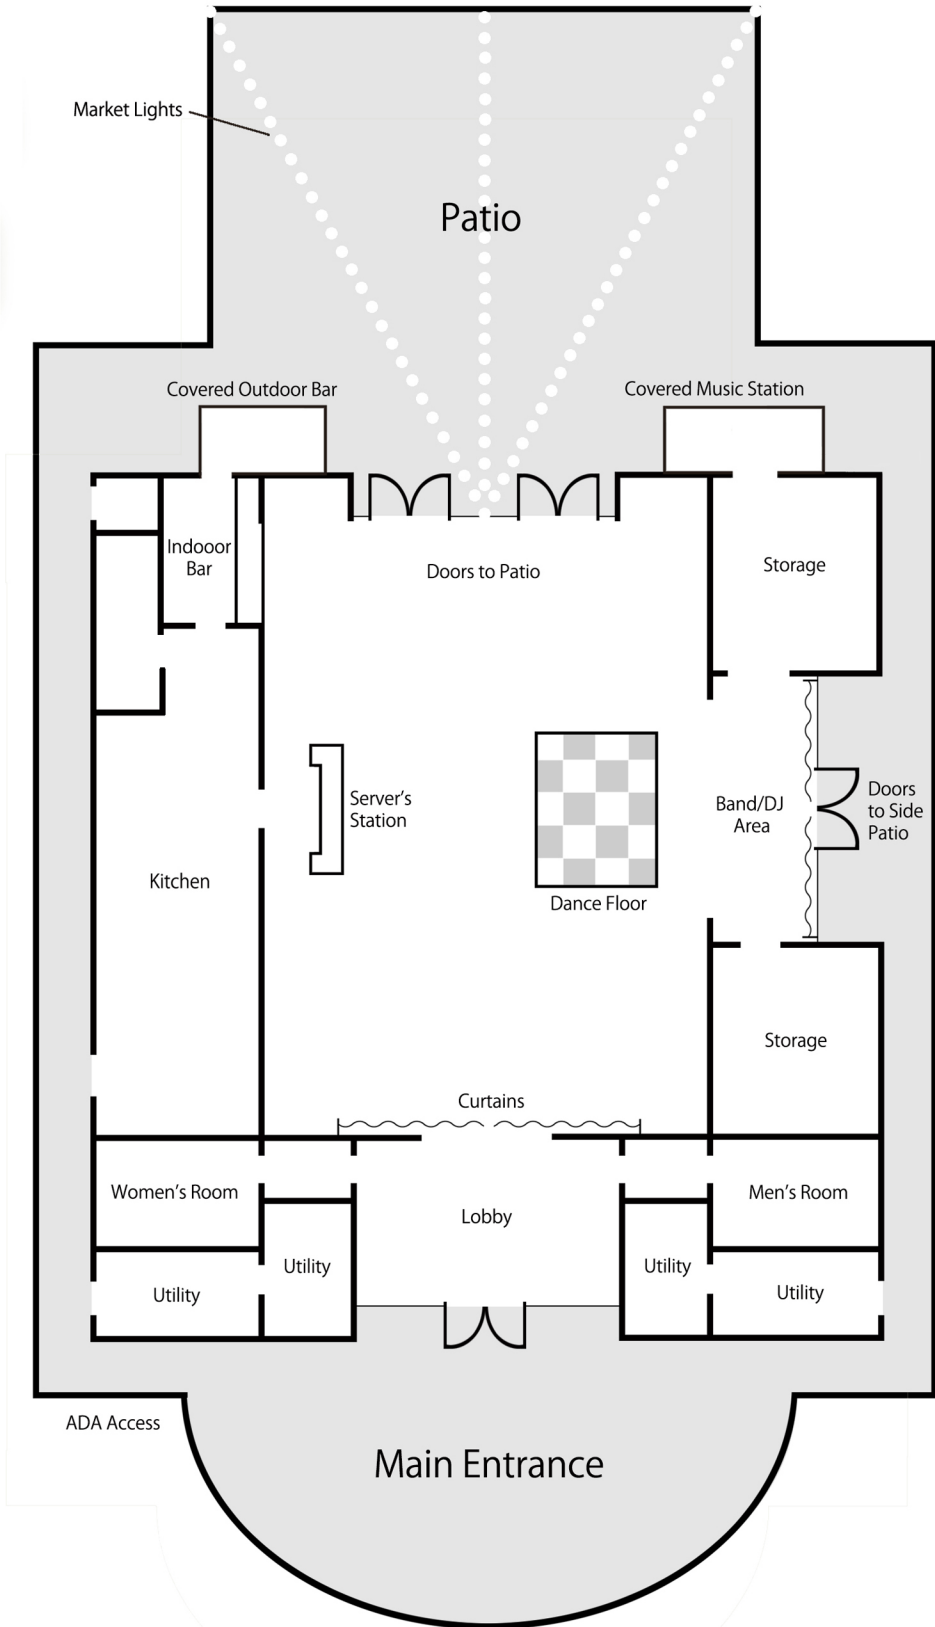 Market Lights
Patio
Covered Outdoor Bar
Covered Music Station
Indooor
Bar
Doors to Patio
Storage
Server's
Station
Band/DJ
Area
Doors
to Side
Patio
Kitchen
Dance Floor
Storage
Curtains
Women's Room
Lobby
Men's Room
Utility
Utility
Utility
Utility
ADA Access
Main Entrance